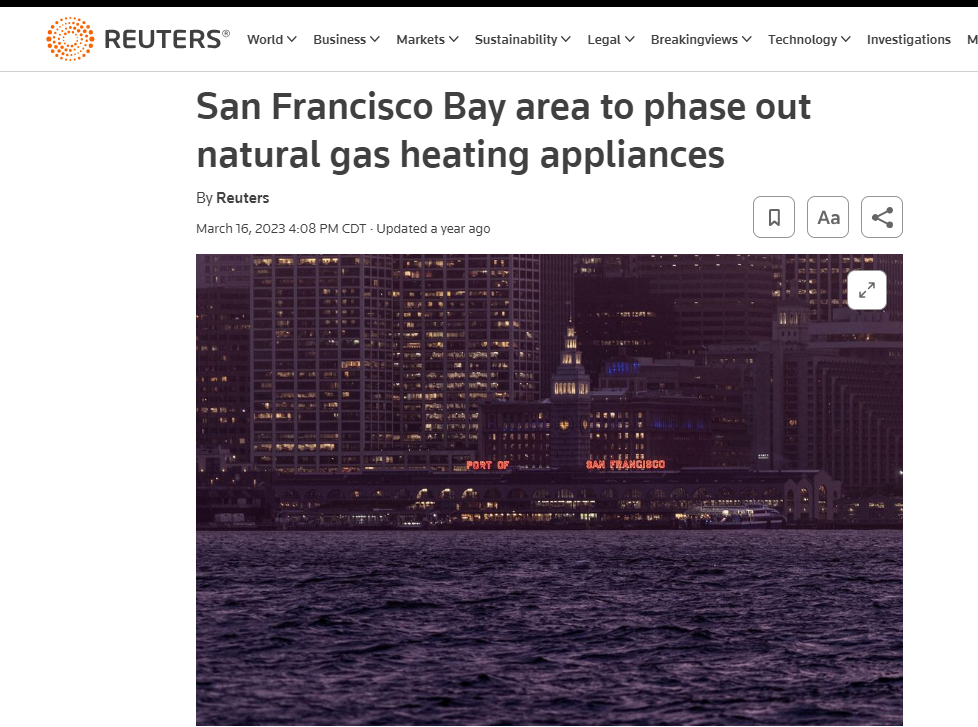 REUTERS®
World
Business
Markets
Sustainability
Legal
Breakingviews
Technology
Investigations
M
San Francisco Bay area to phase out
natural gas heating appliances
By Reuters
March 16, 2023 4:08 PM CDT · Updated a year ago
Aa
PORT OF
SAN FRANCISCO